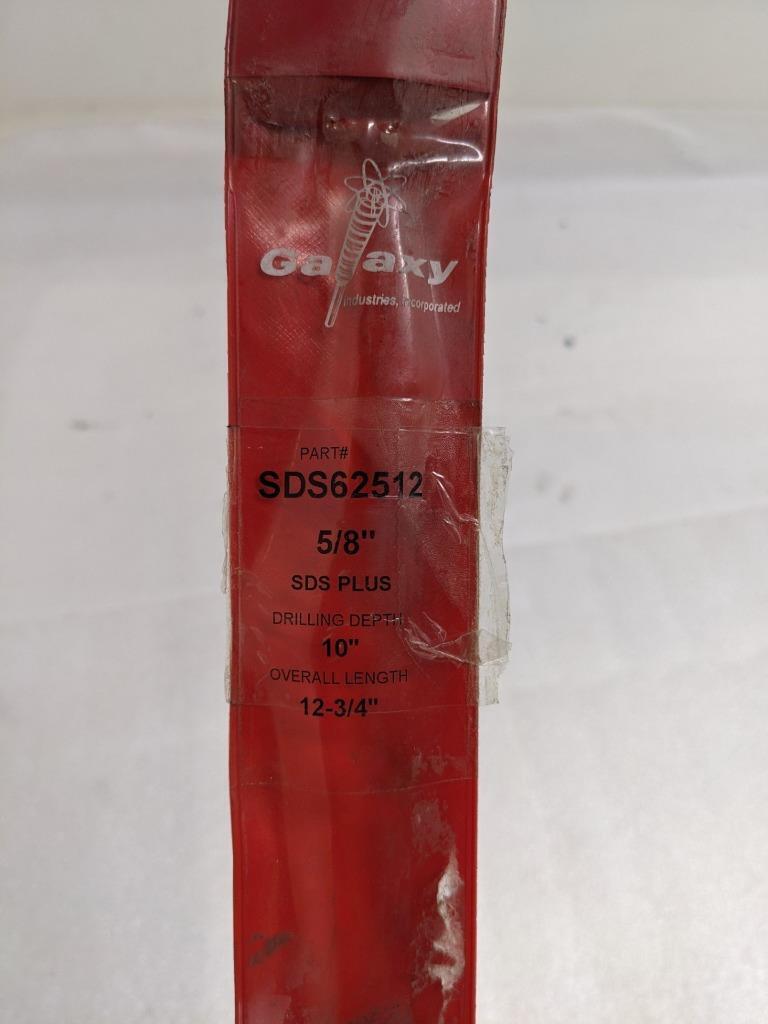 Galaxy
Industries, Incorporated
PART#
SDS62512
5/8"
SDS PLUS
DRILLING DEPTH
10"
OVERALL LENGTH
12-3/4"